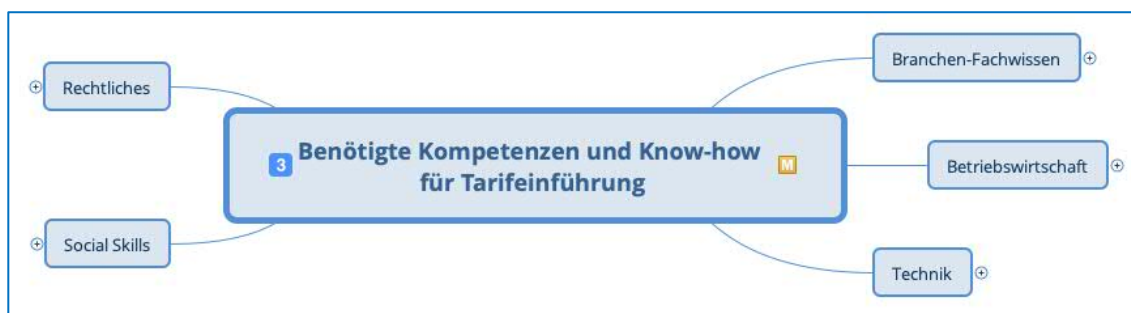 Rechtliches
Social Skills
3
Benötigte Kompetenzen und Know-how
für Tarifeinführung
M
Branchen-Fachwissen
Betriebswirtschaft
Technik